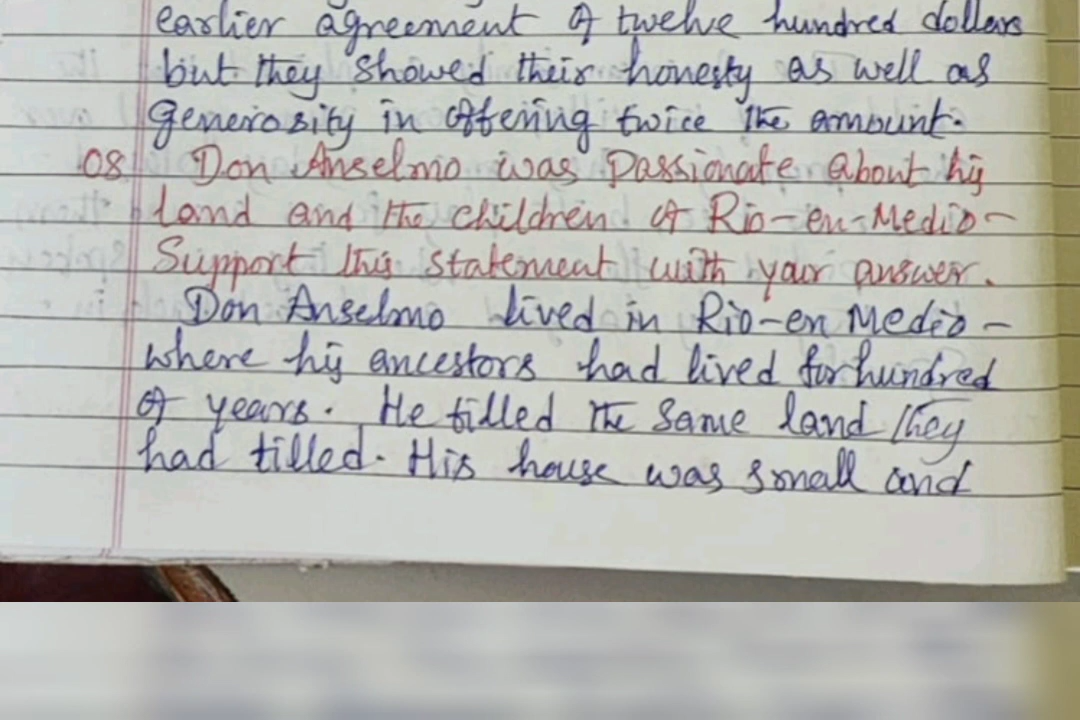 earlier agreement of twelve hundred dollars
but they showed their honesty as well as
generosity in offering twice the amount.
08 Don Anselmo was passionate about his
land and the children of Rio-en-Medio-
Support this statement with your answer.
Don Anselmo lived in Rio-en Medio-
where his ancestors had lived for hundred
of years. He tilled the same land they
had tilled. His house was small and